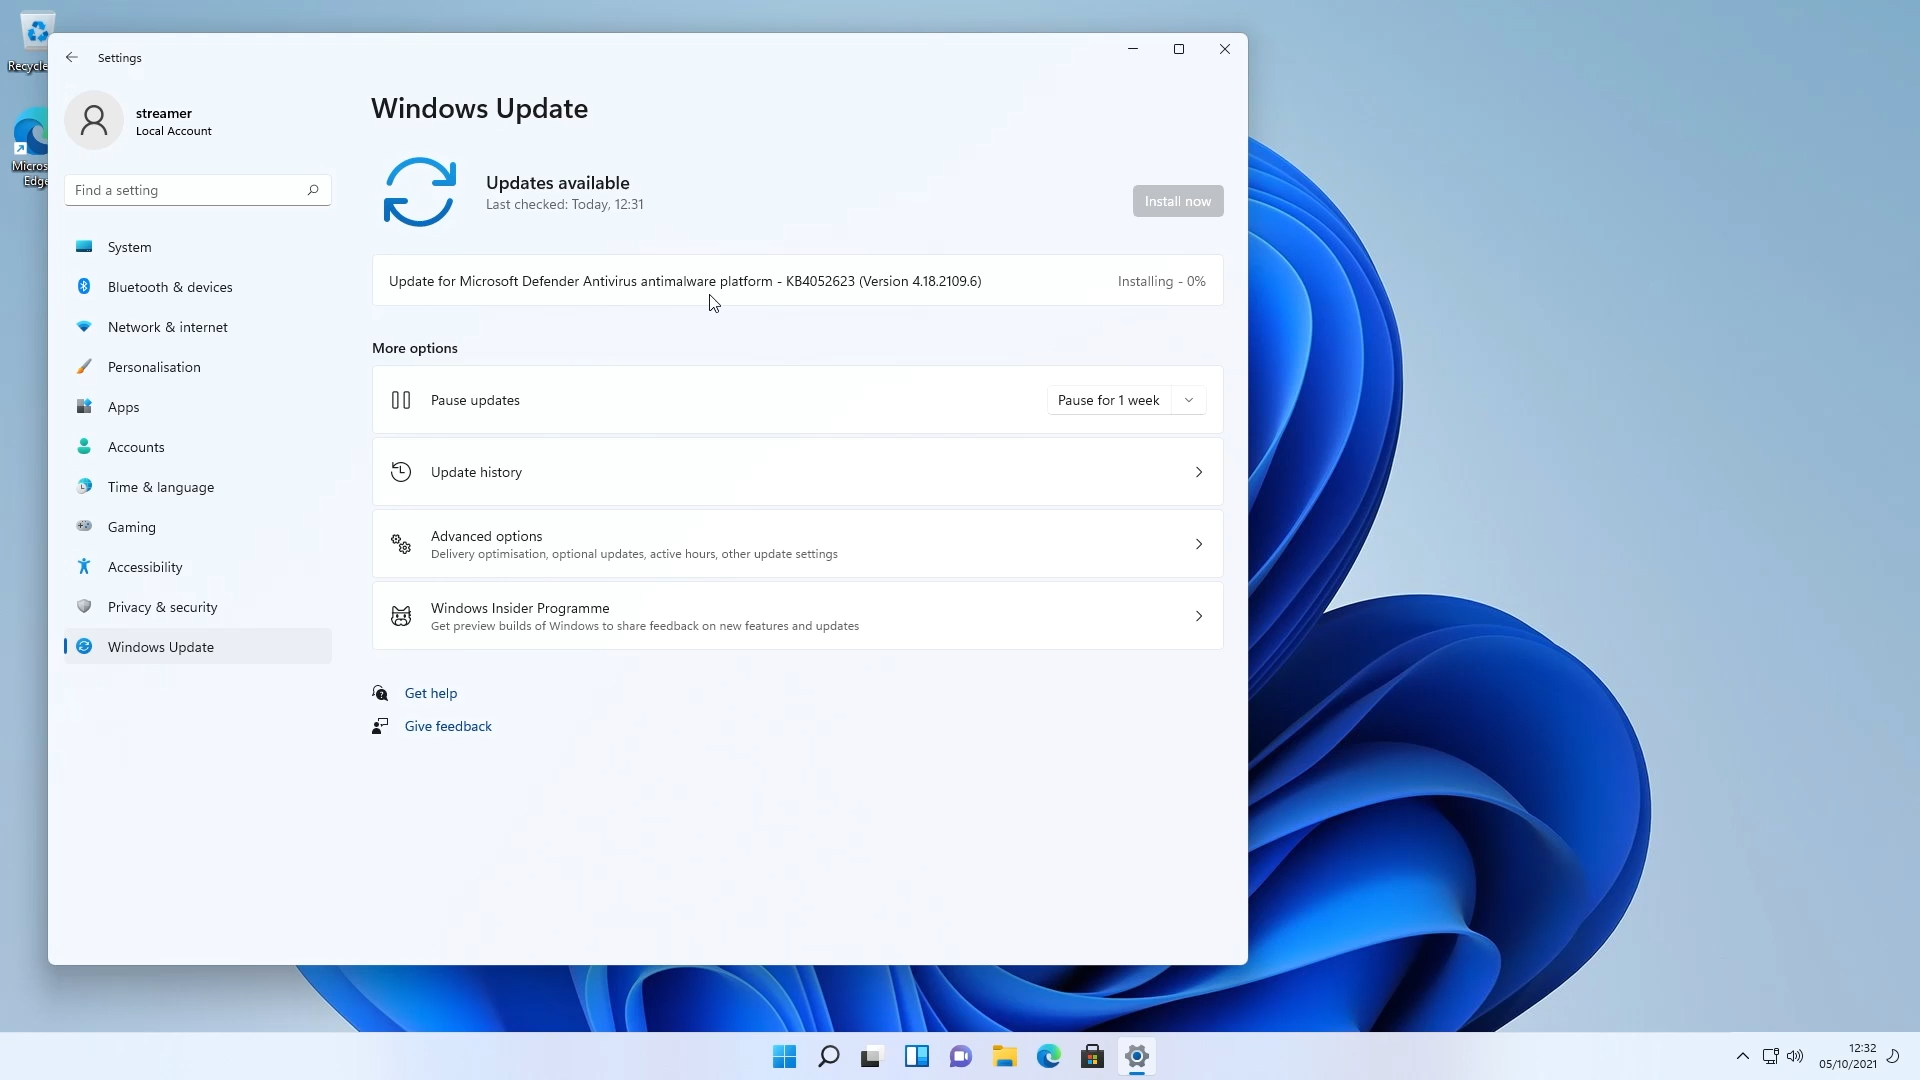 Recycle
Micros
Edge
Settings
streamer
Local Account
Find a setting
System
Bluetooth & devices
Network & internet
Personalisation
Apps
Accounts
Time & language
Gaming
Accessibility
Privacy & security
Windows Update
Windows Update
Updates available
Last checked: Today, 12:31
Install now
Update for Microsoft Defender Antivirus antimalware platform - KB4052623 (Version 4.18.2109.6)
Installing - 0%
More options
Pause updates
Pause for 1 week
Update history
Advanced options
Delivery optimisation, optional updates, active hours, other update settings
Windows Insider Programme
Get preview builds of Windows to share feedback on new features and updates
Get help
Give feedback
12:32
05/10/2021